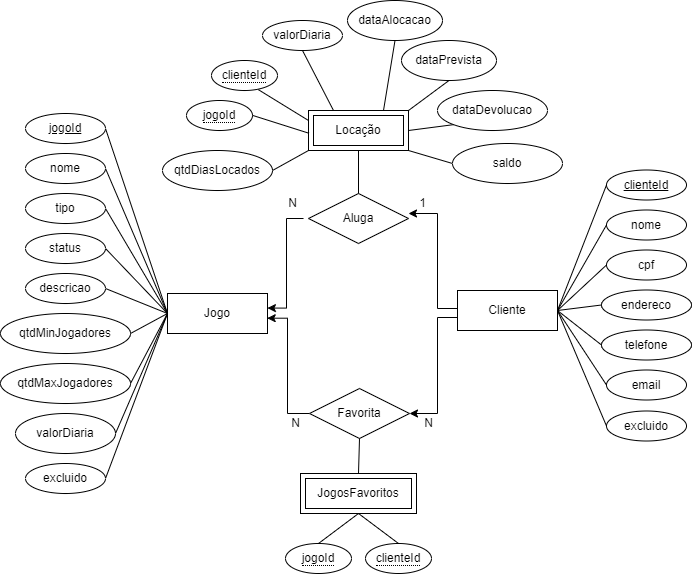 dataAlocacao
valorDiaria
dataPrevista
clienteId
jogoId
dataDevolucao
Locação
qtdDiasLocados
saldo
jogoId
nome
tipo
status
descricao
qtdMinJogadores
qtdMaxJogadores
valorDiaria
excluido
N
1
Aluga
Jogo
Cliente
clienteId
nome
cpf
endereco
telefone
email
excluido
Favorita
N
N
JogosFavoritos
jogoId
clienteId